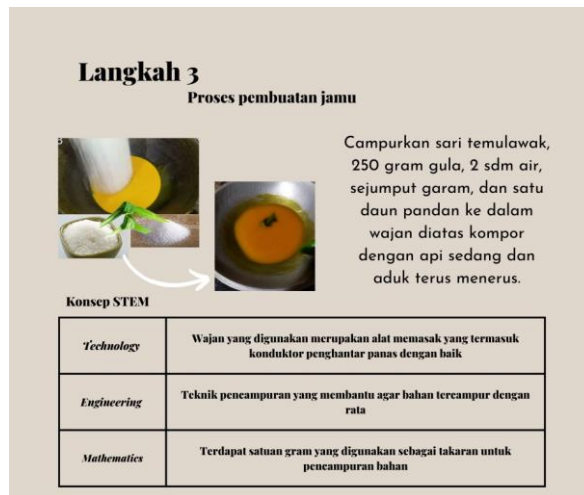 Langkah 3
Proses pembuatan jamu
Campurkan sari temulawak,
250 gram gula, 2 sdm air,
sejumput garam, dan satu
daun pandan ke dalam
wajan diatas kompor
dengan api sedang dan
aduk terus menerus.
Konsep STEM
Technology
Wajan yang digunakan merupakan alat memasak yang termasuk
konduktor penghantar panas dengan baik
Engineering
Teknik pencampuran yang membantu agar bahan tercampur dengan
rata
Mathematics
Terdapat satuan gram yang digunakan sebagai takaran untuk
pencampuran bahan